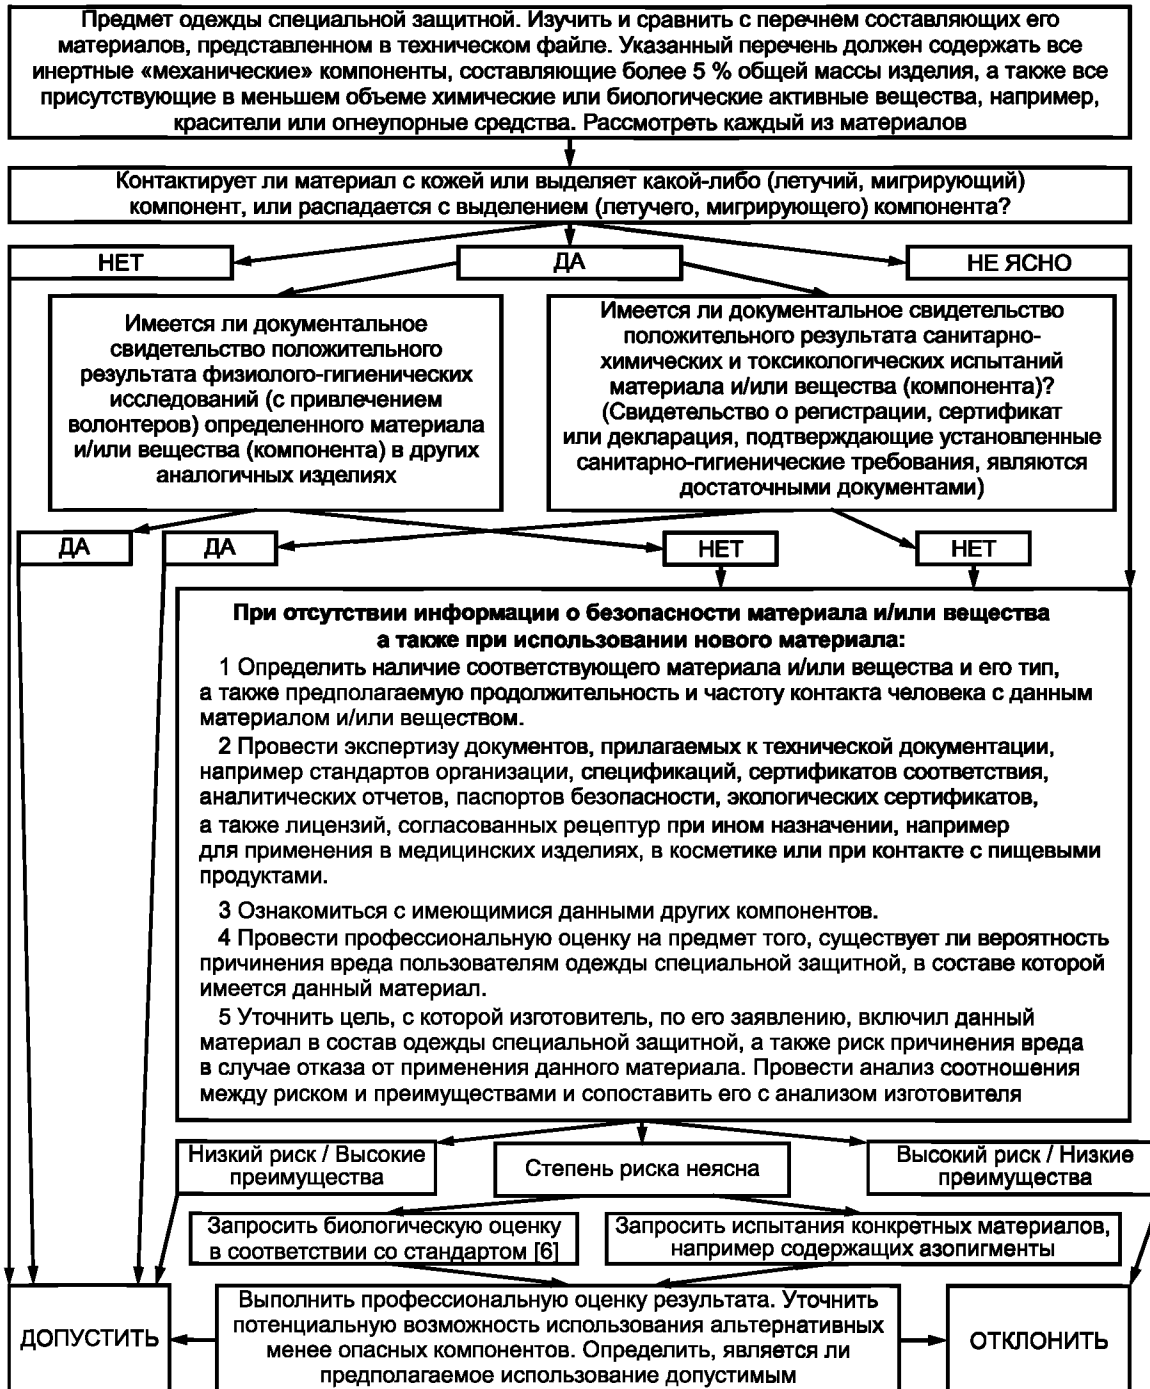 Предмет одежды специальной защитной. Изучить и сравнить с перечнем составляющих его
материалов, представленном в техническом файле. Указанный перечень должен содержать все
инертные «механические» компоненты, составляющие более 5 % общей массы изделия, а также все
присутствующие в меньшем объеме химические или биологические активные вещества, например,
красители или огнеупорные средства. Рассмотреть каждый из материалов
Контактирует ли материал с кожей или выделяет какой-либо (летучий, мигрирующий)
компонент, или распадается с выделением (летучего, мигрирующего) компонента?
НЕТ
ДА
НЕ ЯСНО
Имеется ли документальное
свидетельство положительного
результата физиолого-гигиенических
исследований (с привлечением
волонтеров) определенного материала
и/или вещества (компонента) в других
аналогичных изделиях
Имеется ли документальное свидетельство
положительного результата санитарно-
химических и токсикологических испытаний
материала и/или вещества (компонента)?
(Свидетельство о регистрации, сертификат
или декларация, подтверждающие установленные
санитарно-гигиенические требования, являются
достаточными документами)
ДА
ДА
НЕТ
НЕТ
При отсутствии информации о безопасности материала и/или вещества
а также при использовании нового материала:
1 Определить наличие соответствующего материала и/или вещества и его тип,
а также предполагаемую продолжительность и частоту контакта человека с данным
материалом и/или веществом.
2 Провести экспертизу документов, прилагаемых к технической документации,
например стандартов организации, спецификаций, сертификатов соответствия,
аналитических отчетов, паспортов безопасности, экологических сертификатов,
а также лицензий, согласованных рецептур при ином назначении, например
для применения в медицинских изделиях, в косметике или при контакте с пищевыми
продуктами.
3 Ознакомиться с имеющимися данными других компонентов.
4 Провести профессиональную оценку на предмет того, существует ли вероятность
причинения вреда пользователям одежды специальной защитной, в составе которой
имеется данный материал.
5 Уточнить цель, с которой изготовитель, по его заявлению, включил данный
материал в состав одежды специальной защитной, а также риск причинения вреда
в случае отказа от применения данного материала. Провести анализ соотношения
между риском и преимуществами и сопоставить его с анализом изготовителя
Низкий риск / Высокие
преимущества
Степень риска неясна
Высокий риск / Низкие
преимущества
Запросить биологическую оценку
в соответствии со стандартом [6]
Запросить испытания конкретных материалов,
например содержащих азопигменты
ДОПУСТИТЬ
Выполнить профессиональную оценку результата. Уточнить
потенциальную возможность использования альтернативных
менее опасных компонентов. Определить, является ли
предполагаемое использование допустимым
ОТКЛОНИТЬ